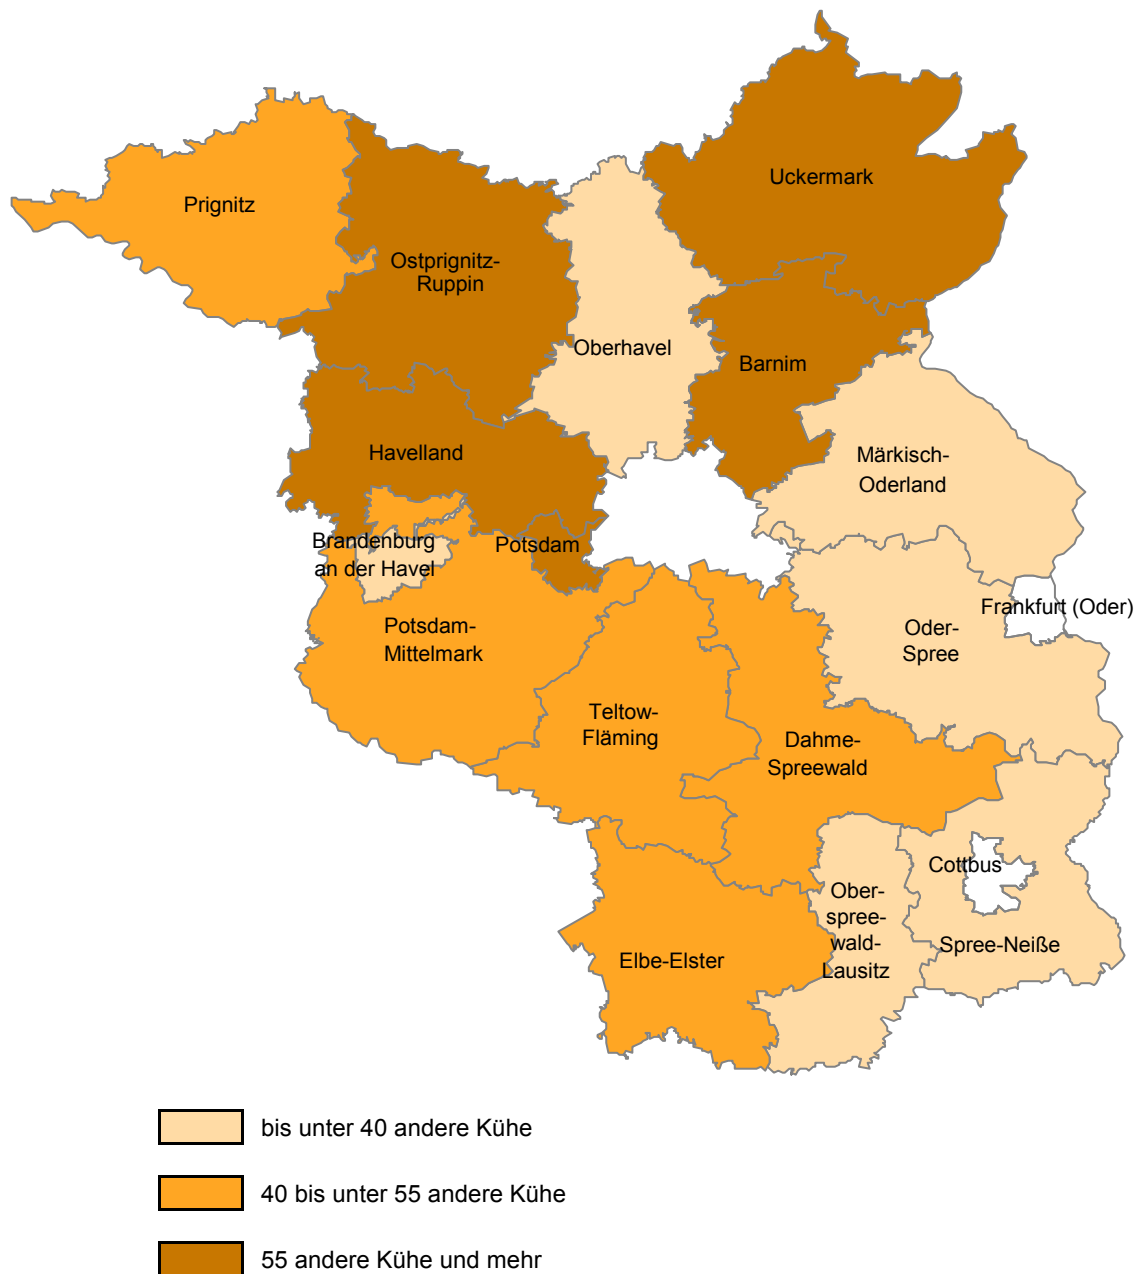 Uckermark
Prignitz
Ostprignitz-
Ruppin
Oberhavel
Barnim
Havelland
Märkisch-
Oderland
Brandenburg
an der Havel
Potsdam
Frankfurt (Oder)
Potsdam-
Mittelmark
Oder-
Spree
Teltow-
Fläming
Dahme-
Spreewald
Cottbus
Ober-
spree-
wald-
Lausitz
Spree-Neiße
Elbe-Elster
bis unter 40 andere Kühe
40 bis unter 55 andere Kühe
55 andere Kühe und mehr